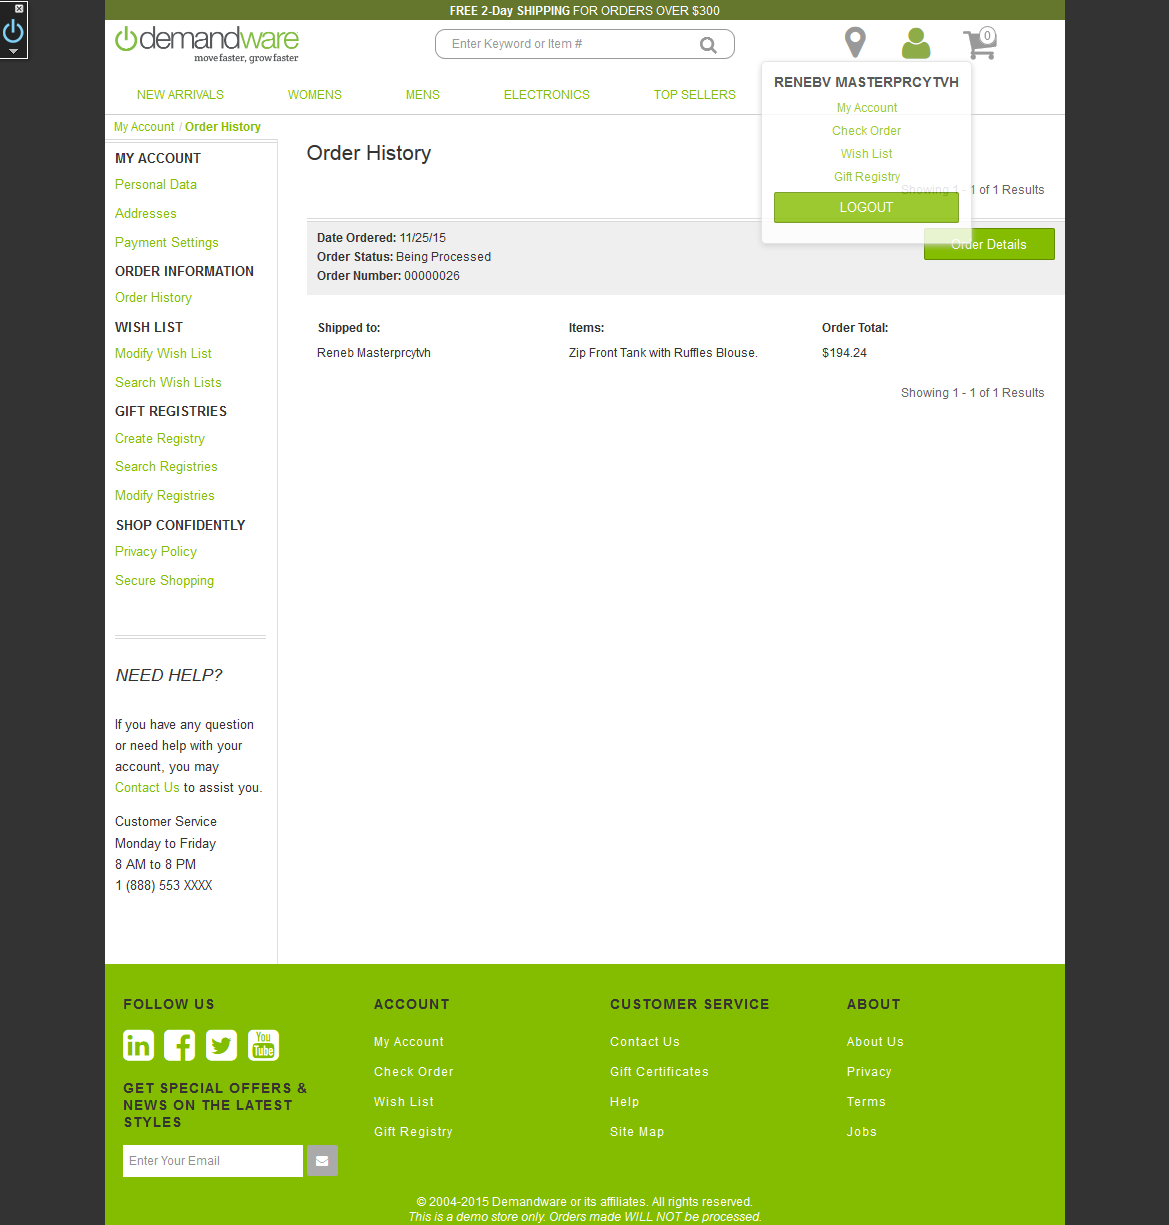 FREE 2-Day SHIPPING FOR ORDERS OVER $300
demandware
move faster, grow faster
Enter Keyword or Item #
0
NEW ARRIVALS WOMENS MENS ELECTRONICS TOP SELLERS
RENEBV MASTERPRCYTVH
My Account
Check Order
Wish List
Gift Registry
LOGOUT
My Account / Order History
MY ACCOUNT
Personal Data
Addresses
Payment Settings
ORDER INFORMATION
Order History
WISH LIST
Modify Wish List
Search Wish Lists
GIFT REGISTRIES
Create Registry
Search Registries
Modify Registries
SHOP CONFIDENTLY
Privacy Policy
Secure Shopping
NEED HELP?
If you have any question
or need help with your
account, you may
Contact Us to assist you.
Customer Service
Monday to Friday
8 AM to 8 PM
1 (888) 553 XXXX
Order History
Showing 1 - 1 of 1 Results
Date Ordered: 11/25/15
Order Status: Being Processed
Order Number: 00000026
Order Details
Shipped to: Items: Order Total:
Reneb Masterprcytvh Zip Front Tank with Ruffles Blouse. $194.24
Showing 1 - 1 of 1 Results
FOLLOW US
in f You Tube
GET SPECIAL OFFERS &
NEWS ON THE LATEST
STYLES
Enter Your Email
ACCOUNT
My Account
Check Order
Wish List
Gift Registry
CUSTOMER SERVICE
Contact Us
Gift Certificates
Help
Site Map
ABOUT
About Us
Privacy
Terms
Jobs
© 2004-2015 Demandware or its affiliates. All rights reserved.
This is a demo store only. Orders made WILL NOT be processed.